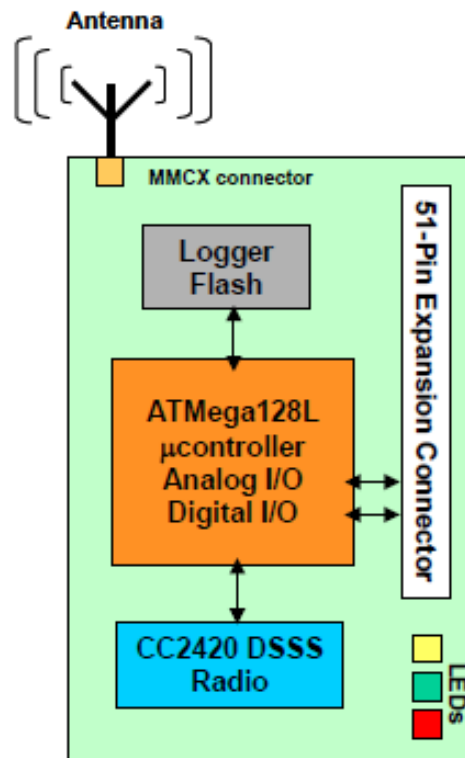 Antenna
MMCX connector
Logger
Flash
51-Pin Expansion Connector
ATMega128L
μcontroller
Analog I/O
Digital I/O
CC2420 DSSS
Radio
LEDs